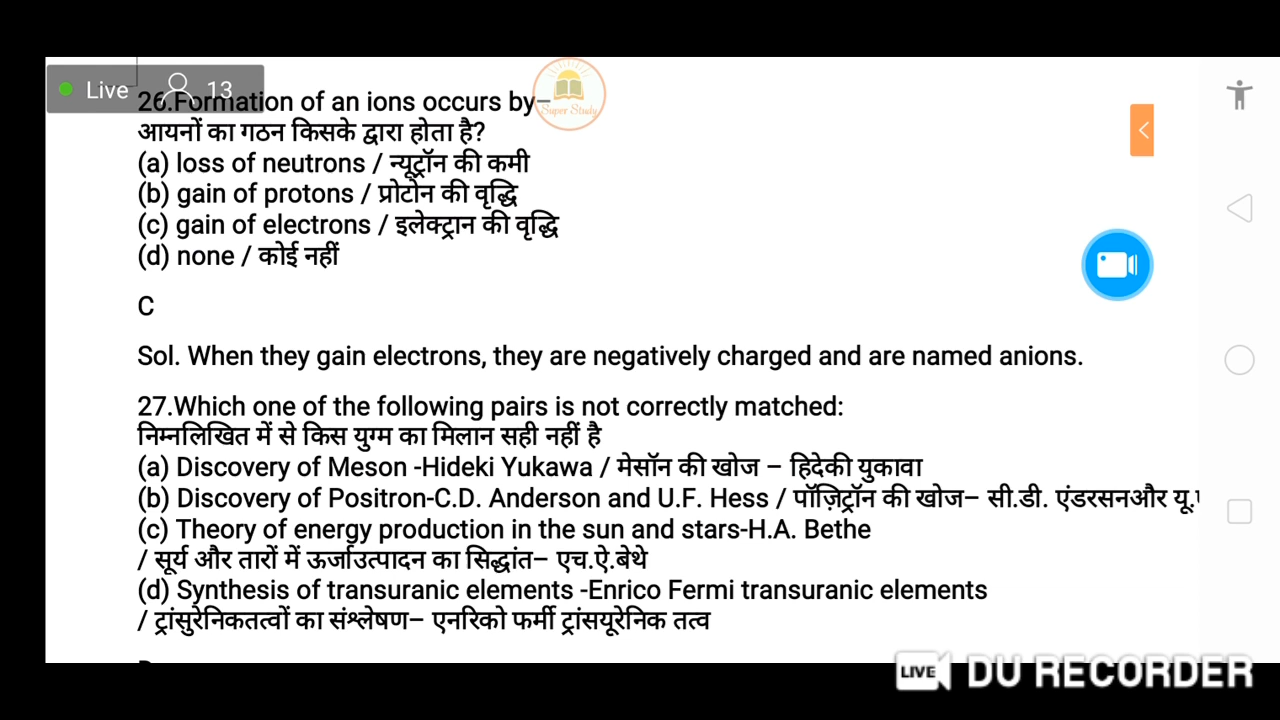 Live 13
26.Formation of an ions occurs by–
Super Study
आयनों का गठन किसके द्वारा होता है?
(a) loss of neutrons / न्यूट्रॉन की कमी
(b) gain of protons / प्रोटोन की वृद्धि
(c) gain of electrons / इलेक्ट्रान की वृद्धि
(d) none / कोई नहीं
C
Sol. When they gain electrons, they are negatively charged and are named anions.
27.Which one of the following pairs is not correctly matched:
निम्नलिखित में से किस युग्म का मिलान सही नहीं है
(a) Discovery of Meson -Hideki Yukawa / मेसॉन की खोज – हिदेकी युकावा
(b) Discovery of Positron-C.D. Anderson and U.F. Hess / पॉज़िट्रॉन की खोज– सी.डी. एंडरसनऔर यू.
(c) Theory of energy production in the sun and stars-H.A. Bethe
/ सूर्य और तारों में ऊर्जाउत्पादन का सिद्धांत– एच.ऐ.बेथे
(d) Synthesis of transuranic elements -Enrico Fermi transuranic elements
/ ट्रांसुरेनिकतत्वों का संश्लेषण– एनरिको फर्मी ट्रांसयूरेनिक तत्व
LIVE DU RECORDER